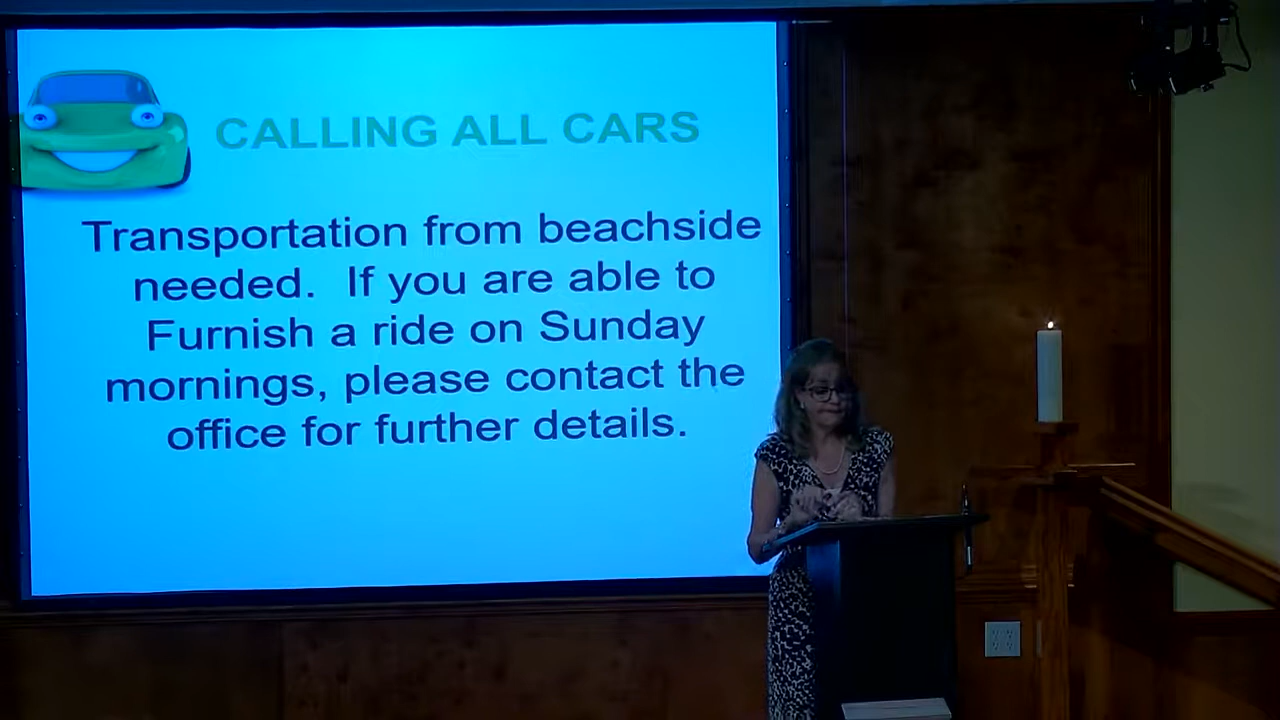 CALLING ALL CARS
Transportation from beachside
needed.  If you are able to
Furnish a ride on Sunday
mornings, please contact the
office for further details.